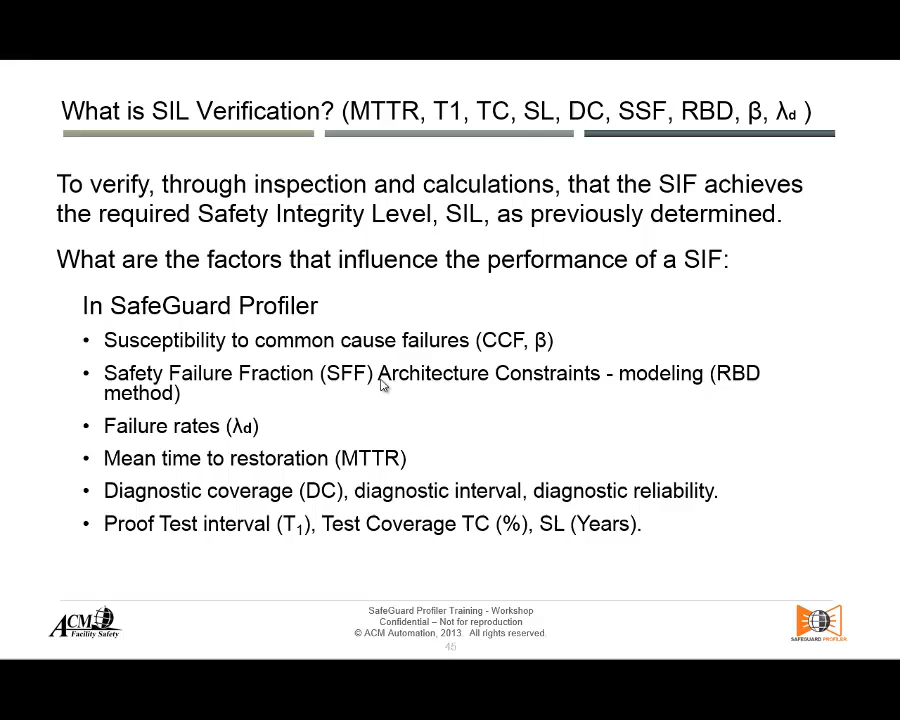 What is SIL Verification? (MTTR, T1, TC, SL, DC, SSF, RBD, β, λd )
To verify, through inspection and calculations, that the SIF achieves
the required Safety Integrity Level, SIL, as previously determined.
What are the factors that influence the performance of a SIF:
In SafeGuard Profiler
• Susceptibility to common cause failures (CCF, β)
• Safety Failure Fraction (SFF) Architecture Constraints - modeling (RBD
method)
• Failure rates (λd)
• Mean time to restoration (MTTR)
• Diagnostic coverage (DC), diagnostic interval, diagnostic reliability.
• Proof Test interval (T1), Test Coverage TC (%), SL (Years).
ACM
Facility Safety
SafeGuard Profiler Training - Workshop
Confidential – Not for reproduction
© ACM Automation, 2013. All rights reserved.
45
SAFEGUARD PROFILER